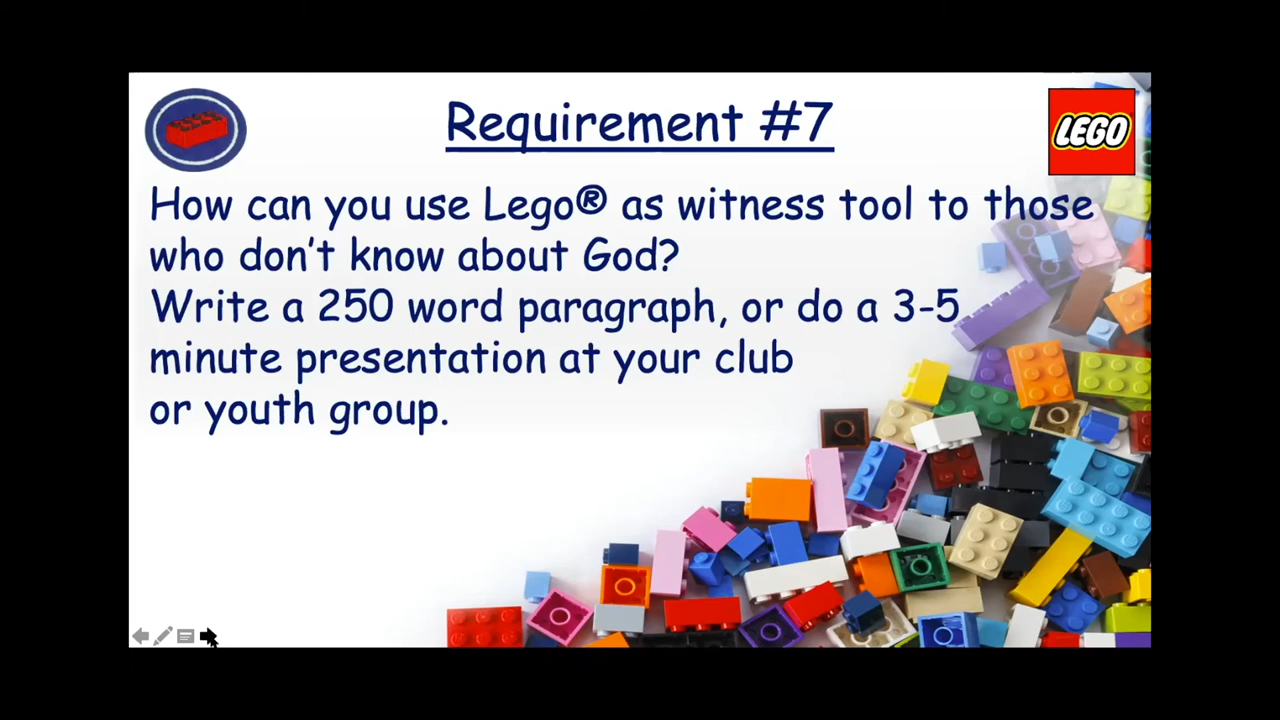 Requirement #7
LEGO
How can you use Lego® as witness tool to those
who don't know about God?
Write a 250 word paragraph, or do a 3-5
minute presentation at your club
or youth group.